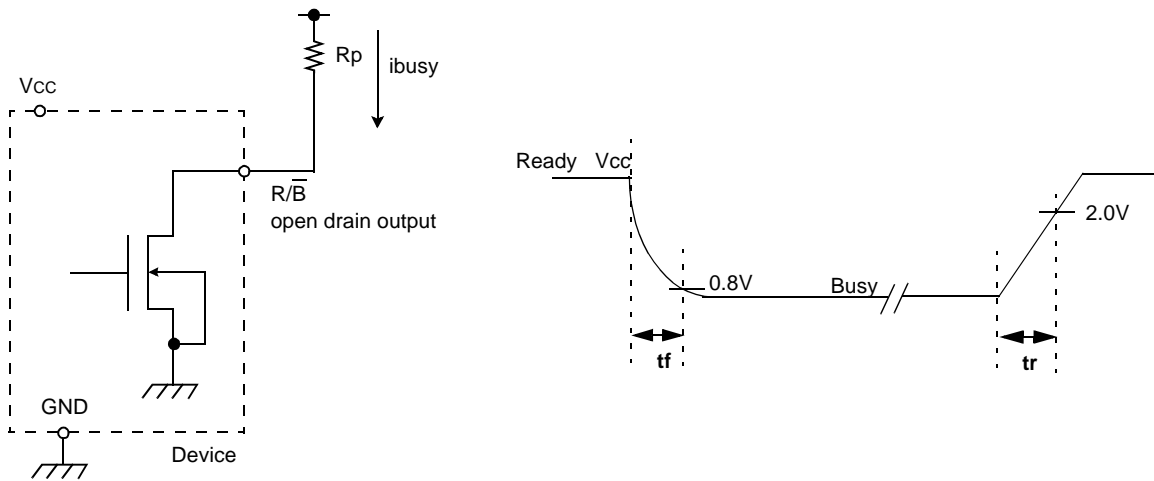 Rp
ibusy
VCC
R/B̅
open drain output
GND
Device
Ready Vcc
2.0V
0.8V
Busy
tf
tr